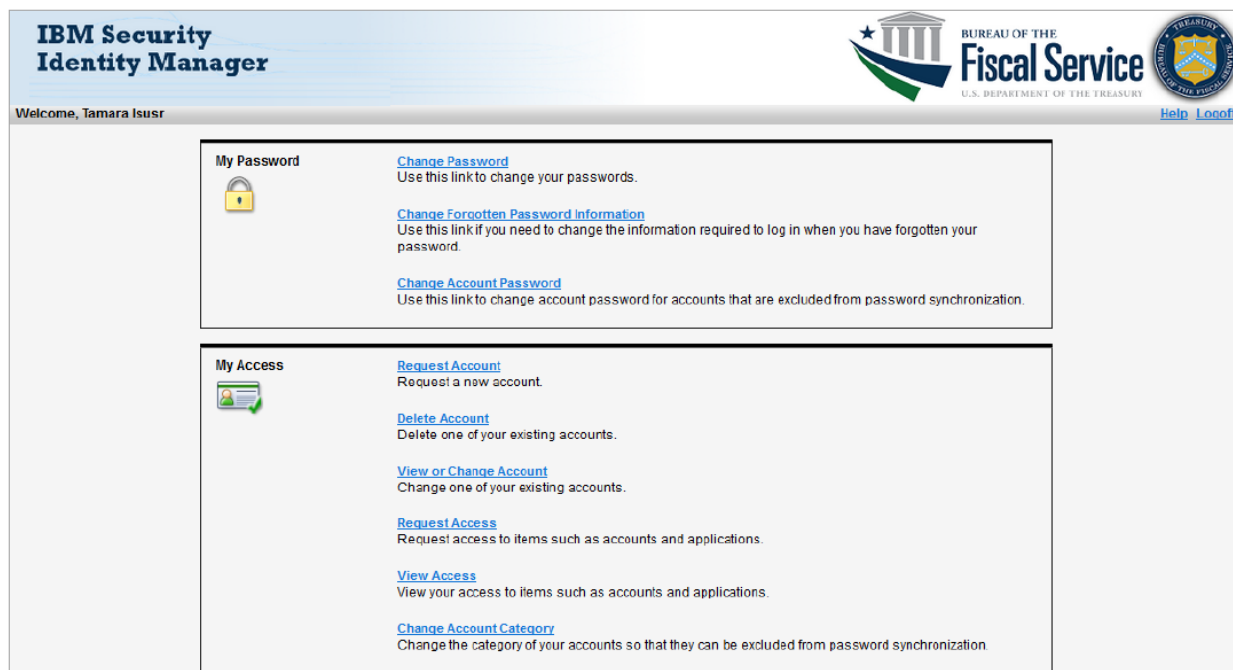 IBM Security
Identity Manager
BUREAU OF THE
Fiscal Service
U.S. DEPARTMENT OF THE TREASURY
Welcome, Tamara Isusr
Help Logoff
My Password
Change Password
Use this link to change your passwords.
Change Forgotten Password Information
Use this link if you need to change the information required to log in when you have forgotten your
password.
Change Account Password
Use this link to change account password for accounts that are excluded from password synchronization.
My Access
Request Account
Request a new account.
Delete Account
Delete one of your existing accounts.
View or Change Account
Change one of your existing accounts.
Request Access
Request access to items such as accounts and applications.
View Access
View your access to items such as accounts and applications.
Change Account Category
Change the category of your accounts so that they can be excluded from password synchronization.